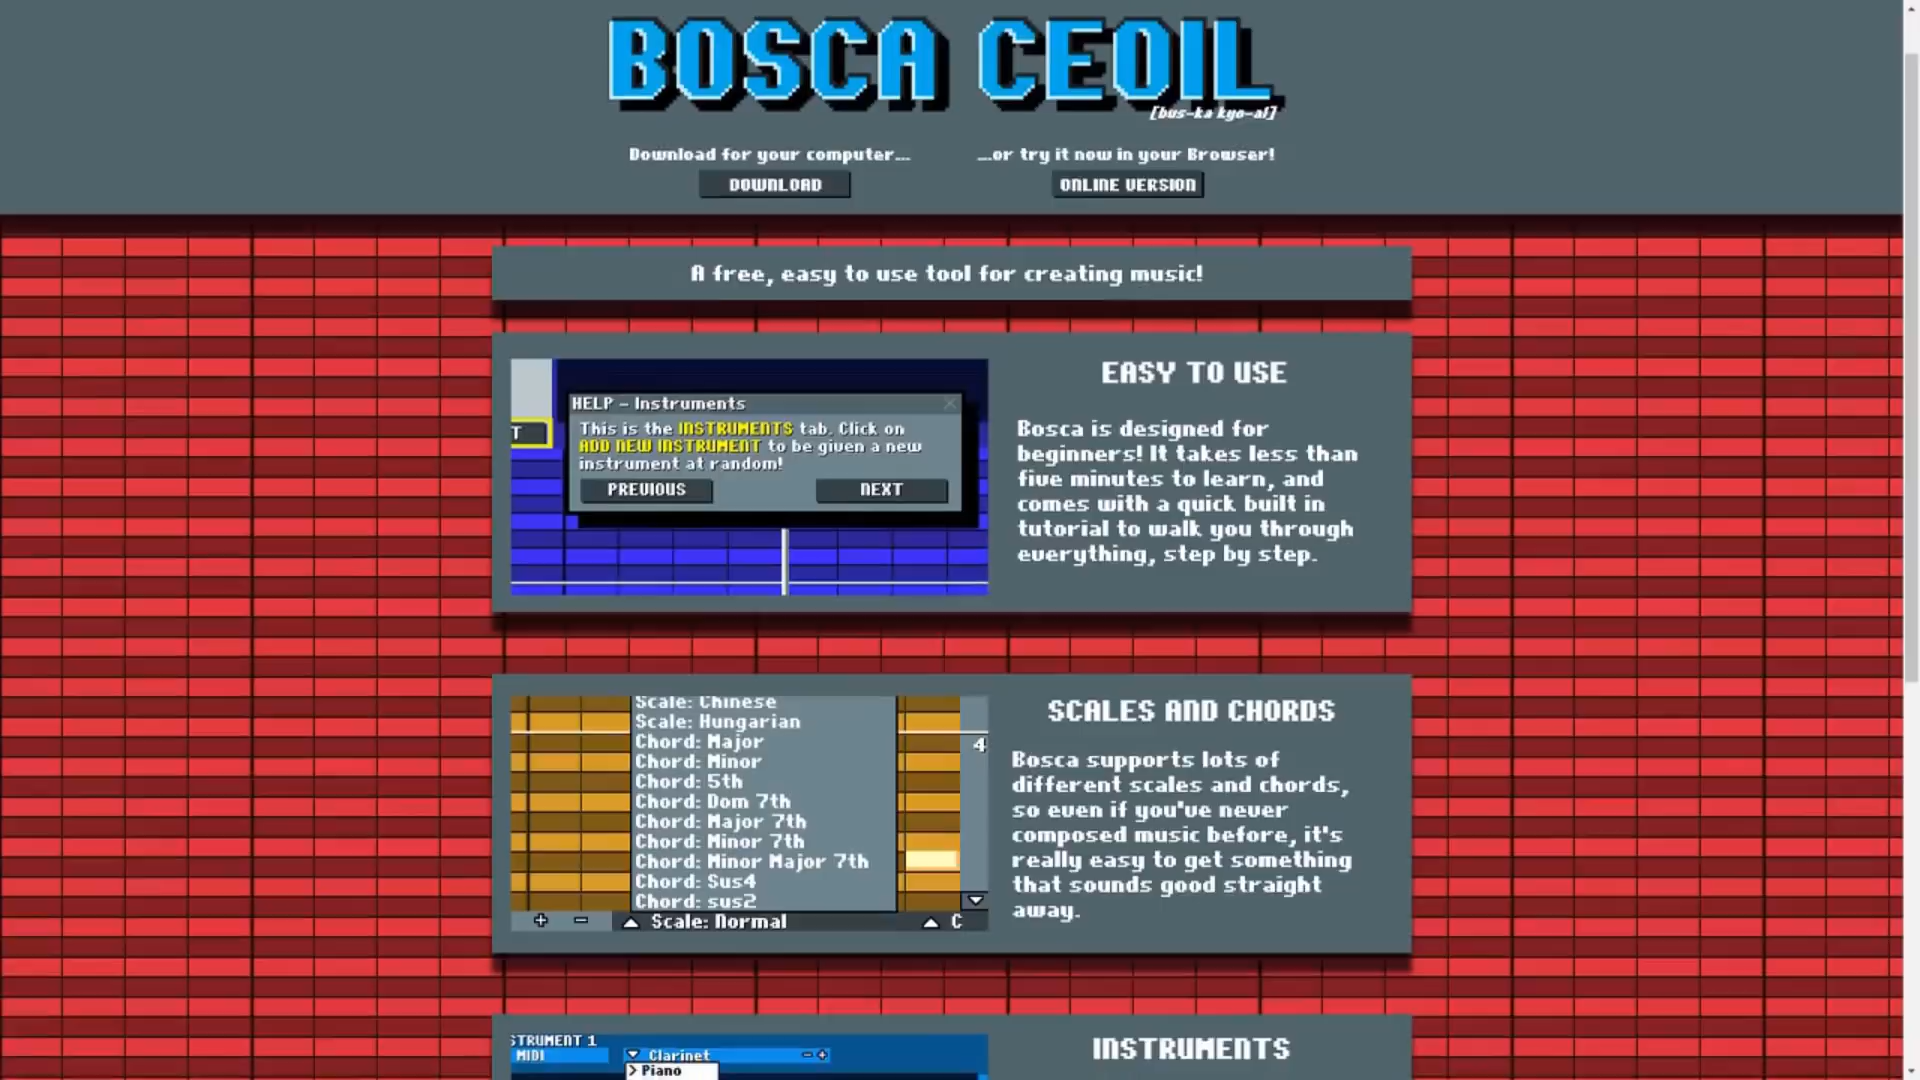 BOSCA CEOIL
[bus-ka kyo-al]
Download for your computer...
...or try it now in your Browser!
DOWNLOAD
ONLINE VERSION
A free, easy to use tool for creating music!
T
HELP - Instruments
This is the INSTRUMENTS tab. Click on
ADD NEW INSTRUMENT to be given a new
instrument at random!
PREVIOUS
NEXT
EASY TO USE
Bosca is designed for
beginners! It takes less than
five minutes to learn, and
comes with a quick built in
tutorial to walk you through
everything, step by step.
Scale: Chinese
Scale: Hungarian
Chord: Major
Chord: Minor
Chord: 5th
Chord: Dom 7th
Chord: Major 7th
Chord: Minor 7th
Chord: Minor Major 7th
Chord: Sus4
Chord: sus2
4
+ - Scale: Normal C
SCALES AND CHORDS
Bosca supports lots of
different scales and chords,
so even if you've never
composed music before, it's
really easy to get something
that sounds good straight
away.
STRUMENT 1
MIDI
Clarinet
> Piano
INSTRUMENTS